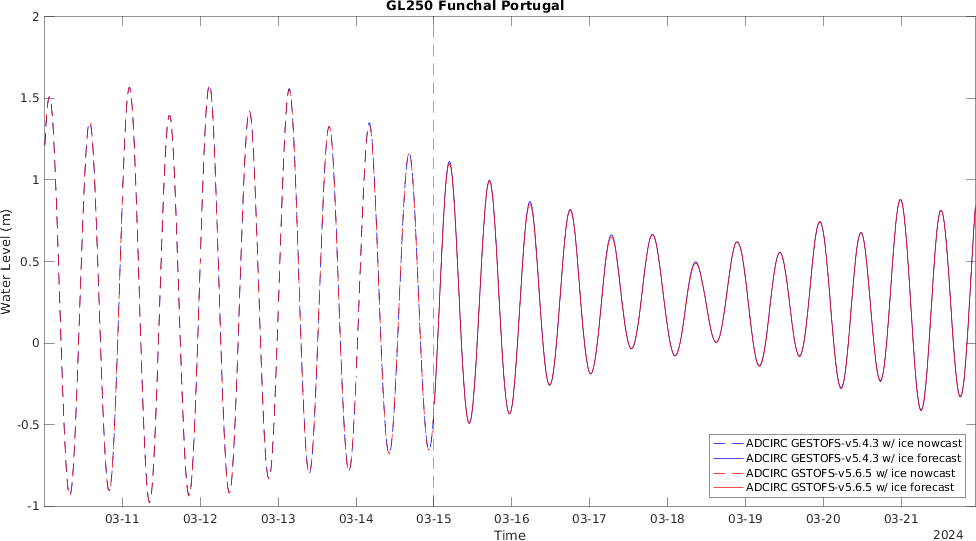 GL250 Funchal Portugal
2
1.5
1
0.5
0
-0.5
-1
Water Level (m)
ADCIRC GESTOFS-v5.4.3 w/ ice nowcast
ADCIRC GESTOFS-v5.4.3 w/ ice forecast
ADCIRC GSTOFS-v5.6.5 w/ ice nowcast
ADCIRC GSTOFS-v5.6.5 w/ ice forecast
03-11 03-12 03-13 03-14 03-15 03-16 03-17 03-18 03-19 03-20 03-21
Time
2024